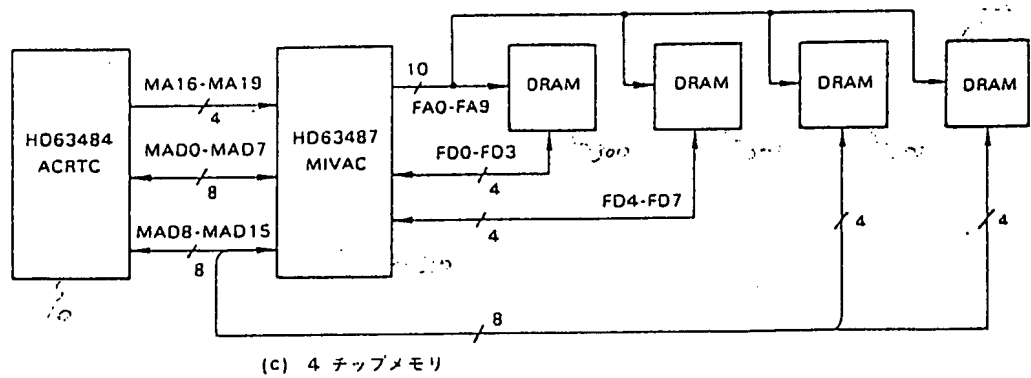 10
DRAM
DRAM
DRAM
DRAM
MA16-MA19
4
FA0-FA9
HD63484
ACRTC
HD63487
MIVAC
MAD0-MAD7
8
FD0-FD3
4
FD4-FD7
4
4
4
MAD8-MAD15
8
8
(c) 4 チップメモリ